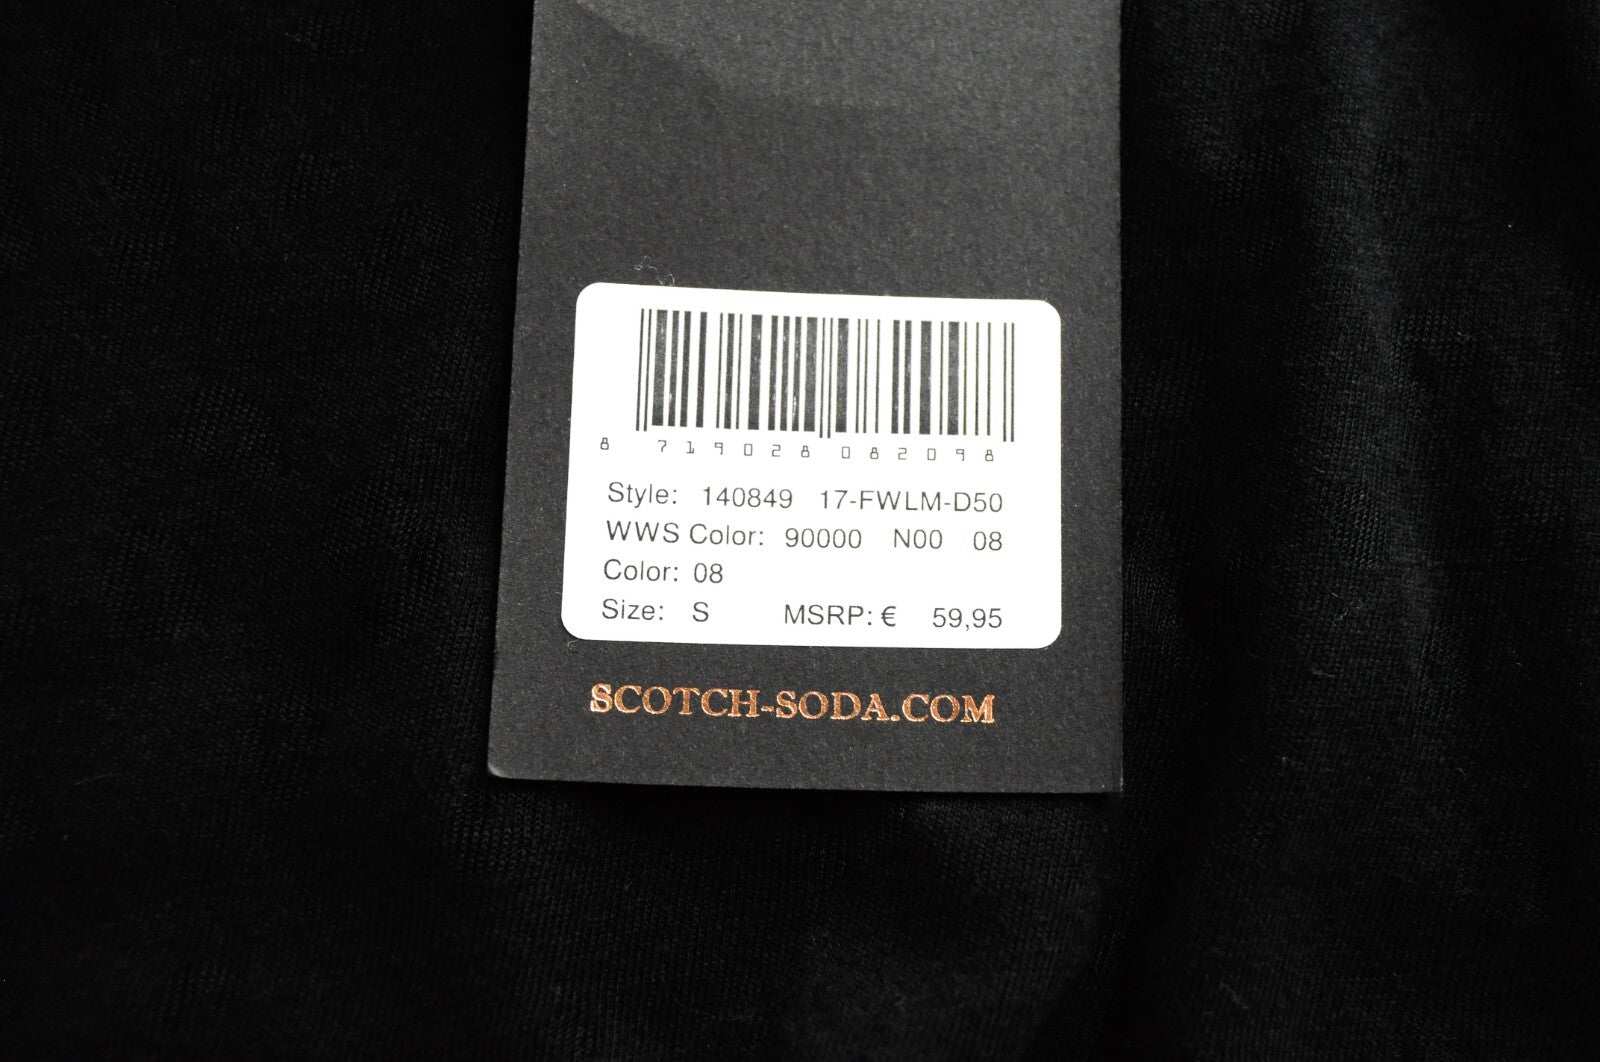 8 719028 082098
Style: 140849 17-FWLM-D50
WWS Color: 90000 N00 08
Color: 08
Size: S MSRP: € 59,95
SCOTCH-SODA.COM